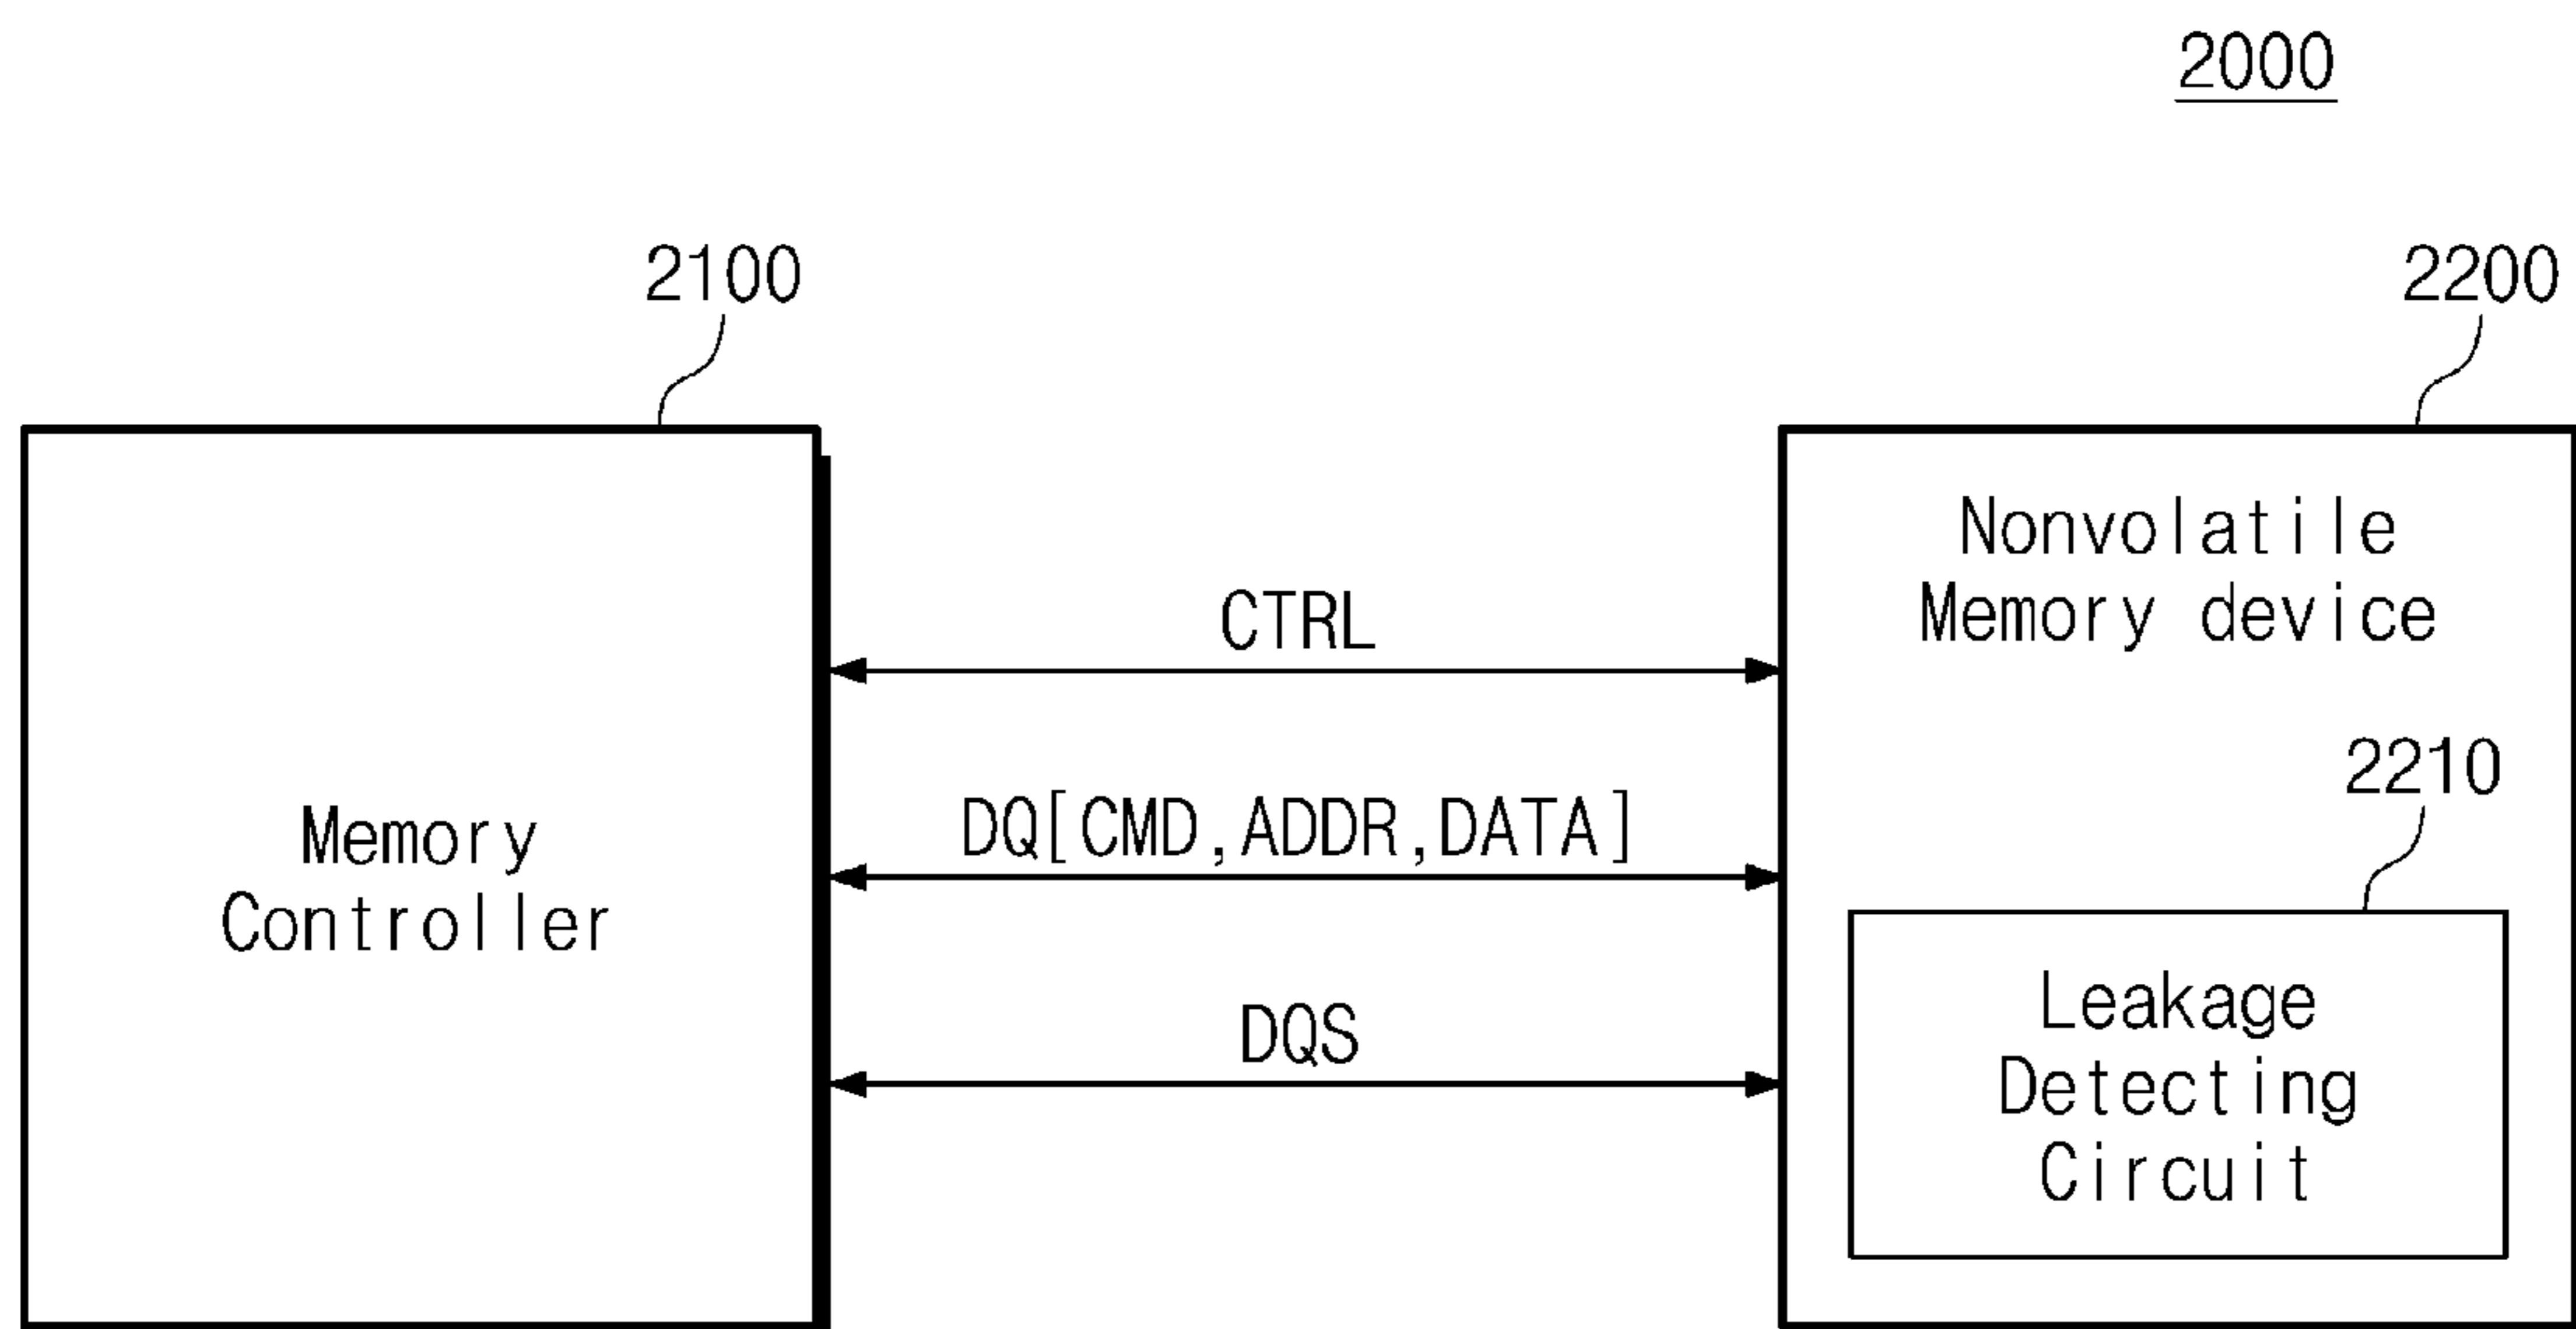 2000
2100
2200
Nonvolatile
Memory device
CTRL
2210
DQ[CMD,ADDR,DATA]
Memory
Controller
DQS
Leakage
Detecting
Circuit